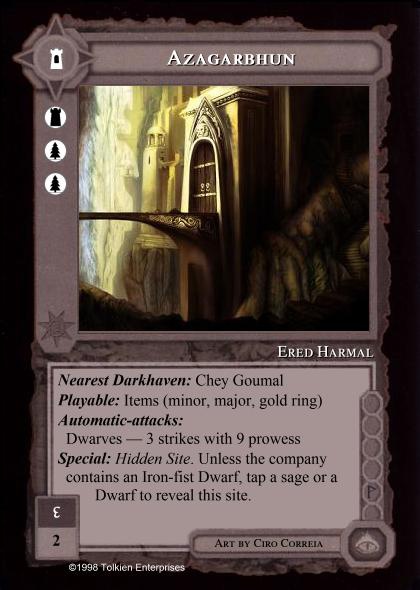 AZAGARBHUN
ERED HARMAL
Nearest Darkhaven: Chey Goumal
Playable: Items (minor, major, gold ring)
Automatic-attacks:
Dwarves — 3 strikes with 9 prowess
Special: Hidden Site. Unless the company
contains an Iron-fist Dwarf, tap a sage or a
Dwarf to reveal this site.
ε
2
ART BY CIRO CORREIA
©1998 Tolkien Enterprises